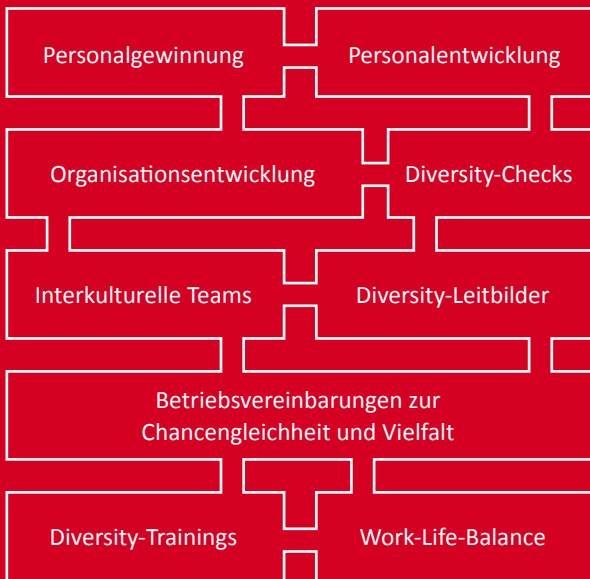 Personalgewinnung
Personalentwicklung
Organisationsentwicklung
Diversity-Checks
Interkulturelle Teams
Diversity-Leitbilder
Betriebsvereinbarungen zur
Chancengleichheit und Vielfalt
Diversity-Trainings
Work-Life-Balance